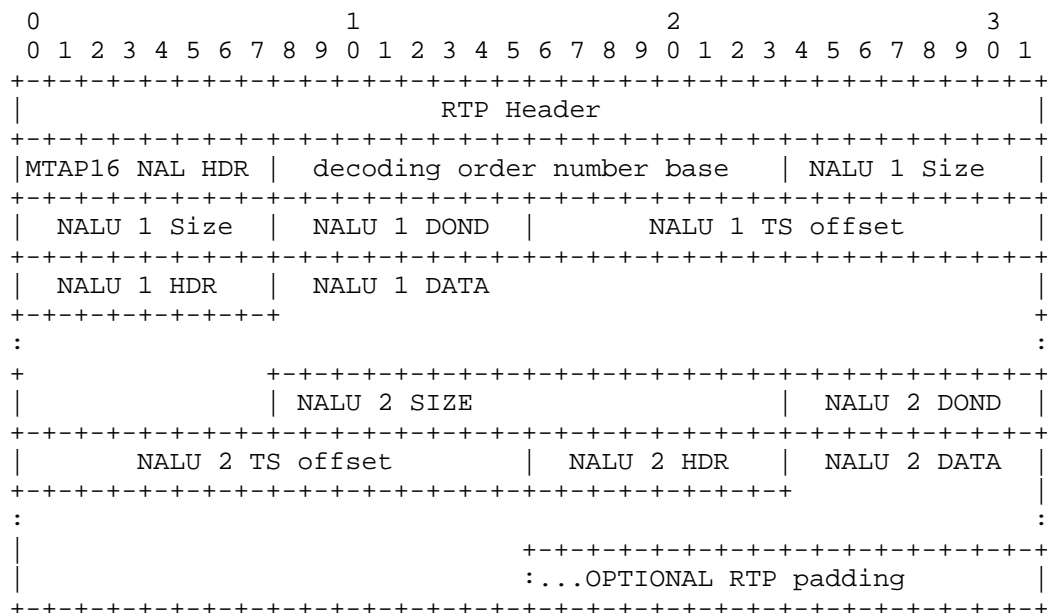 0                   1                   2                   3
 0 1 2 3 4 5 6 7 8 9 0 1 2 3 4 5 6 7 8 9 0 1 2 3 4 5 6 7 8 9 0 1
+-+-+-+-+-+-+-+-+-+-+-+-+-+-+-+-+-+-+-+-+-+-+-+-+-+-+-+-+-+-+-+-+
|                          RTP Header                           |
+-+-+-+-+-+-+-+-+-+-+-+-+-+-+-+-+-+-+-+-+-+-+-+-+-+-+-+-+-+-+-+-+
|MTAP16 NAL HDR |  decoding order number base   | NALU 1 Size   |
+-+-+-+-+-+-+-+-+-+-+-+-+-+-+-+-+-+-+-+-+-+-+-+-+-+-+-+-+-+-+-+-+
|  NALU 1 Size  |  NALU 1 DOND  |       NALU 1 TS offset        |
+-+-+-+-+-+-+-+-+-+-+-+-+-+-+-+-+-+-+-+-+-+-+-+-+-+-+-+-+-+-+-+-+
|  NALU 1 HDR   |  NALU 1 DATA                                  |
+-+-+-+-+-+-+-+-+                                               +
:                                                               :
+               +-+-+-+-+-+-+-+-+-+-+-+-+-+-+-+-+-+-+-+-+-+-+-+-+
|               | NALU 2 SIZE                   |  NALU 2 DOND  |
+-+-+-+-+-+-+-+-+-+-+-+-+-+-+-+-+-+-+-+-+-+-+-+-+-+-+-+-+-+-+-+-+
|       NALU 2 TS offset        |  NALU 2 HDR   |  NALU 2 DATA  |
+-+-+-+-+-+-+-+-+-+-+-+-+-+-+-+-+-+-+-+-+-+-+-+-+               |
:                                                               :
|                               +-+-+-+-+-+-+-+-+-+-+-+-+-+-+-+-+
|                               :...OPTIONAL RTP padding        |
+-+-+-+-+-+-+-+-+-+-+-+-+-+-+-+-+-+-+-+-+-+-+-+-+-+-+-+-+-+-+-+-+